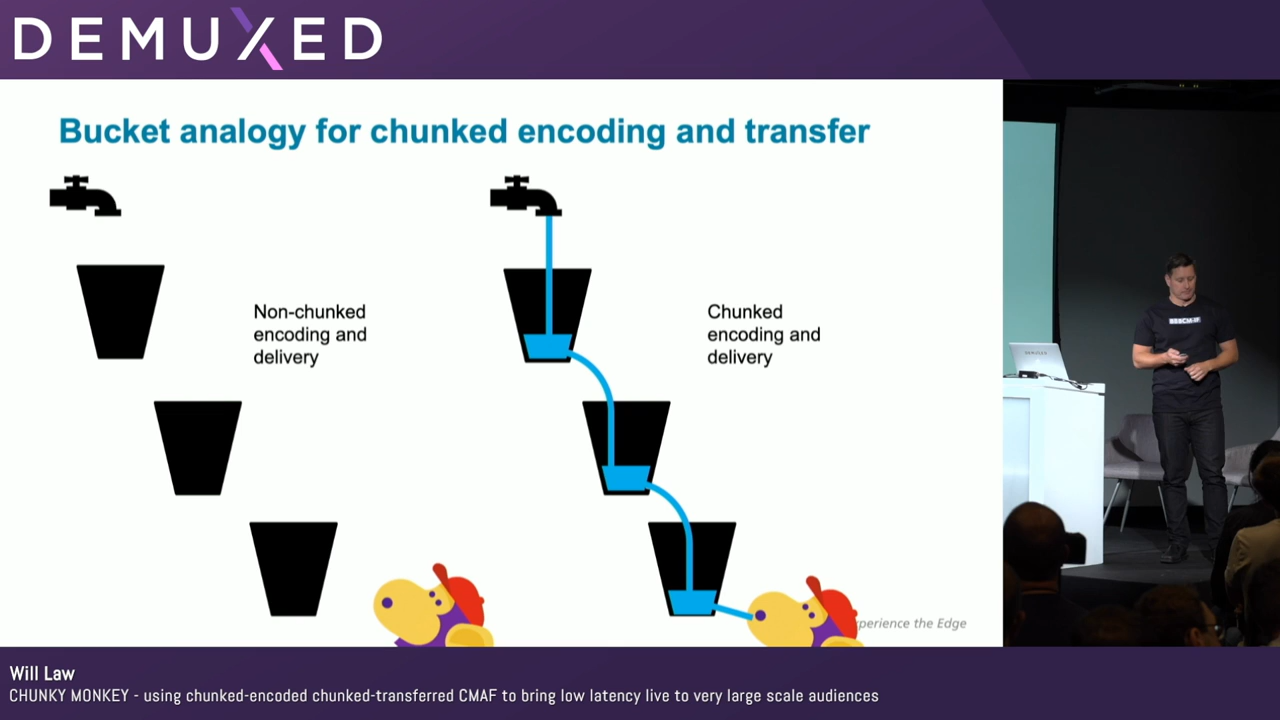 DEMUXED
Bucket analogy for chunked encoding and transfer
Non-chunked
encoding and
delivery
Chunked
encoding and
delivery
perience the Edge
Will Law
CHUNKY MONKEY - using chunked-encoded chunked-transferred CMAF to bring low latency live to very large scale audiences